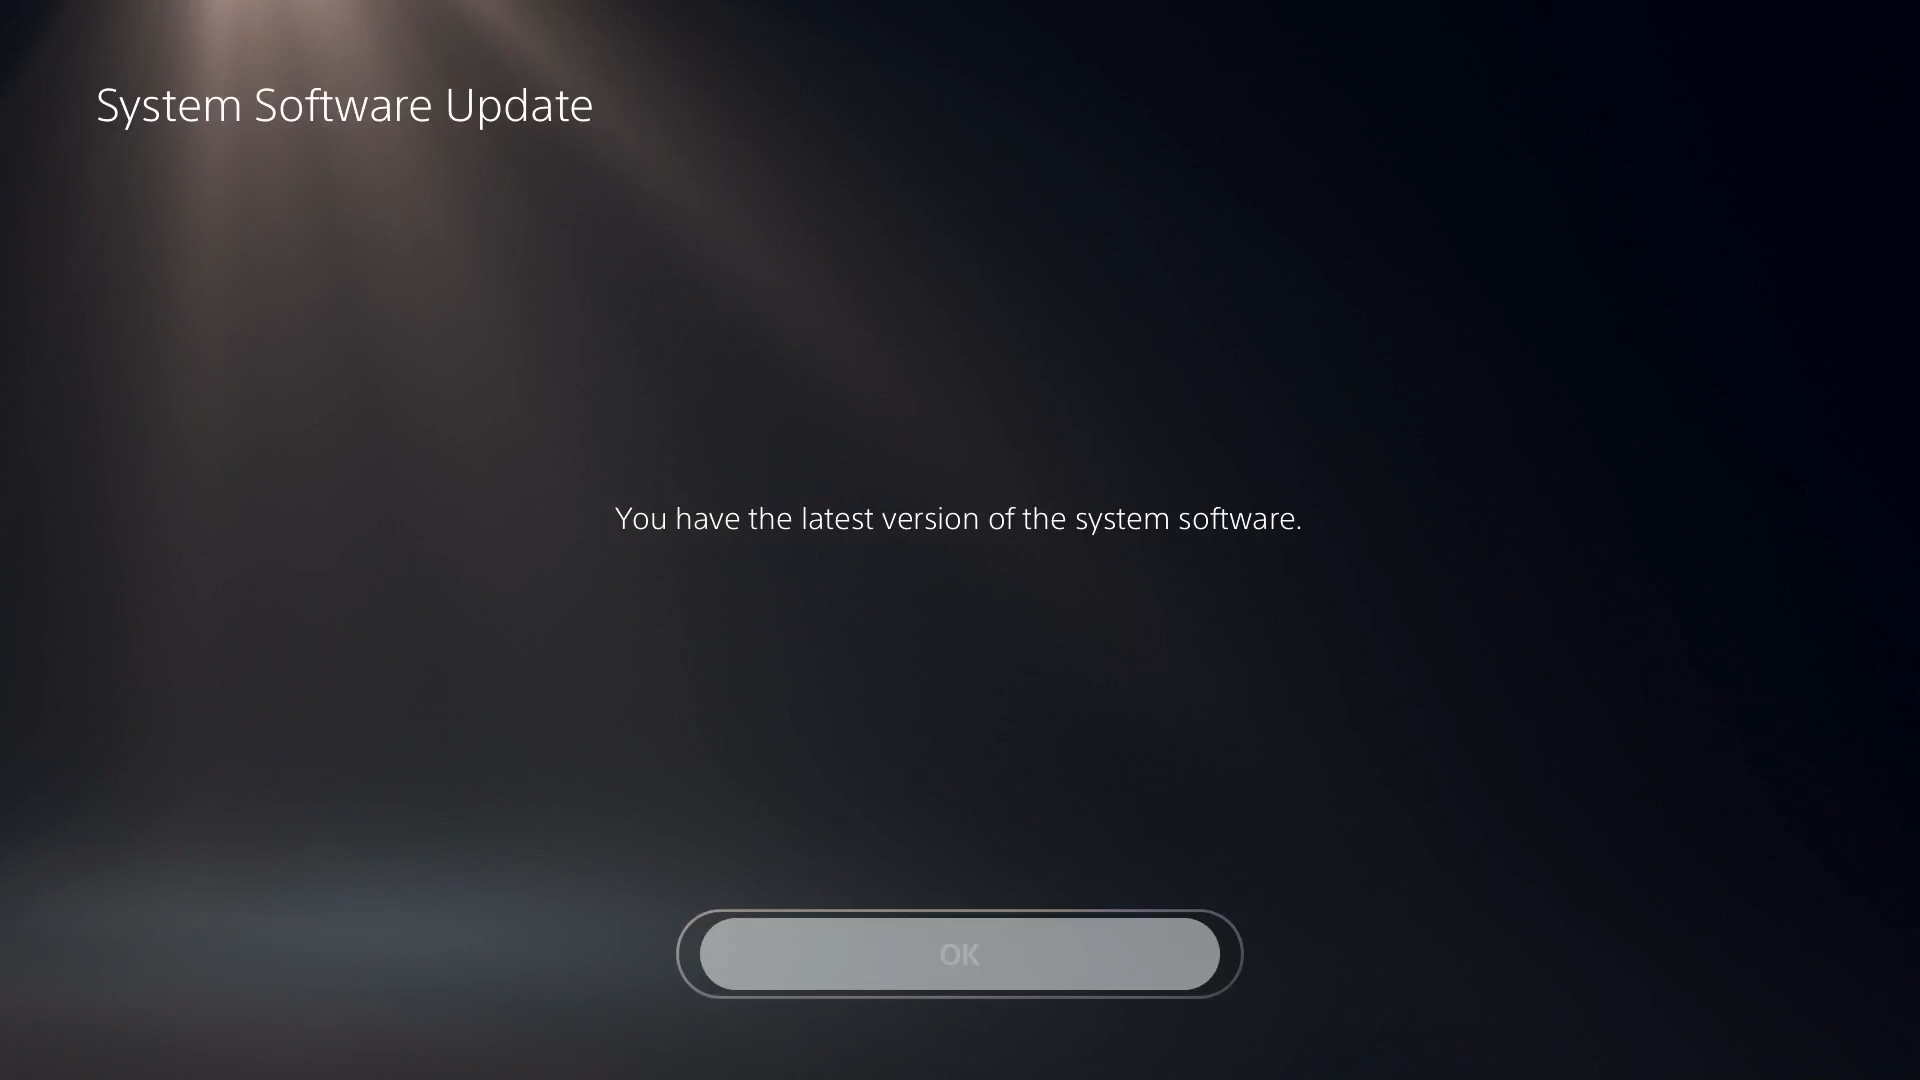 System Software Update
You have the latest version of the system software.
OK